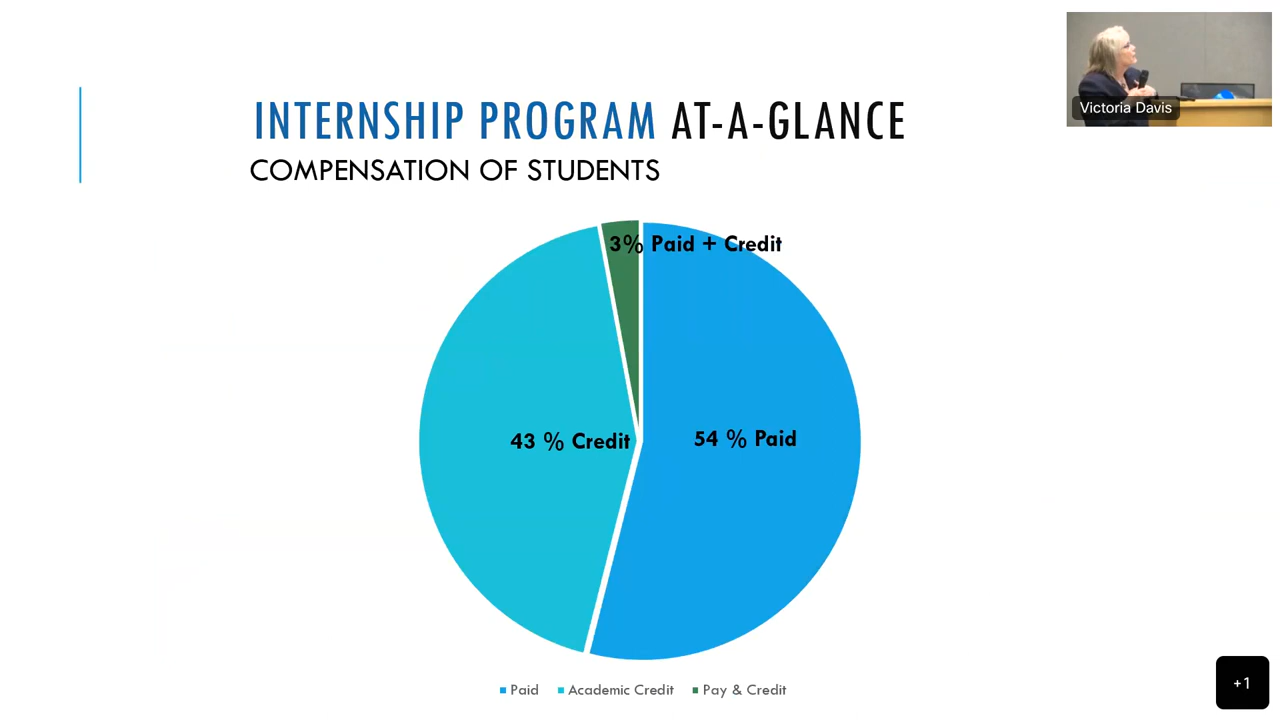 INTERNSHIP PROGRAM AT-A-GLANCE
COMPENSATION OF STUDENTS
Victoria Davis
3% Paid + Credit
43 % Credit
54 % Paid
Paid
Academic Credit
Pay & Credit
+1